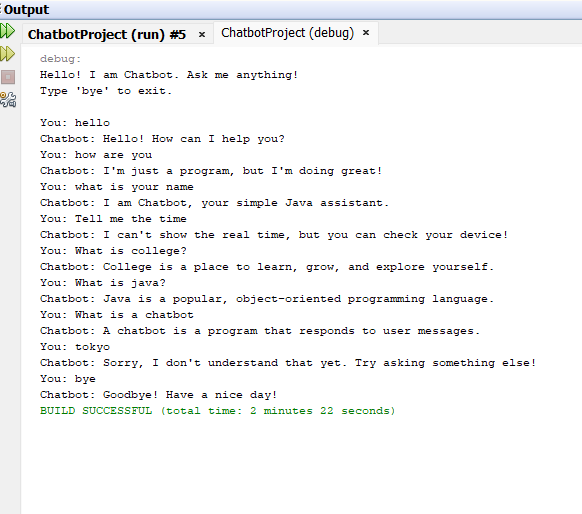 Output
ChatbotProject (run) #5 × ChatbotProject (debug) ×
debug:
Hello! I am Chatbot. Ask me anything!
Type 'bye' to exit.
You: hello
Chatbot: Hello! How can I help you?
You: how are you
Chatbot: I'm just a program, but I'm doing great!
You: what is your name
Chatbot: I am Chatbot, your simple Java assistant.
You: Tell me the time
Chatbot: I can't show the real time, but you can check your device!
You: What is college?
Chatbot: College is a place to learn, grow, and explore yourself.
You: What is java?
Chatbot: Java is a popular, object-oriented programming language.
You: What is a chatbot
Chatbot: A chatbot is a program that responds to user messages.
You: tokyo
Chatbot: Sorry, I don't understand that yet. Try asking something else!
You: bye
Chatbot: Goodbye! Have a nice day!
BUILD SUCCESSFUL (total time: 2 minutes 22 seconds)